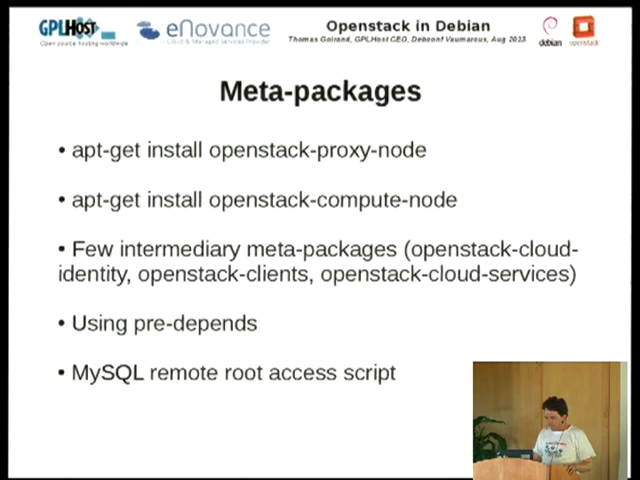 GPLHOST
Open source hosting worldwide
eNovance
Cloud & Managed Services Provider
Openstack in Debian
Thomas Goirand, GPLHost CEO, Debconf Vaumarcus, Aug 2013
debian
openstack
Meta-packages
• apt-get install openstack-proxy-node
• apt-get install openstack-compute-node
• Few intermediary meta-packages (openstack-cloud-
identity, openstack-clients, openstack-cloud-services)
• Using pre-depends
• MySQL remote root access script